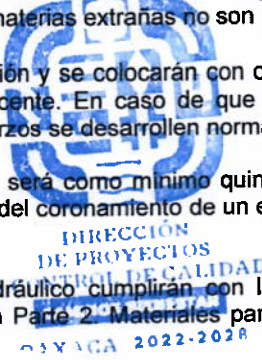 materias extrañas no son
ión y se colocarán con c
cente. En caso de que
rzos se desarrollen norma
será como mínimo quin
del coronamiento de un e
DIRECCIÓN
DE PROYECTOS
CONTROL DE CALIDAD
dráulico cumplirán con l
Parte 2. Materiales par
OAXACA 2022-2028